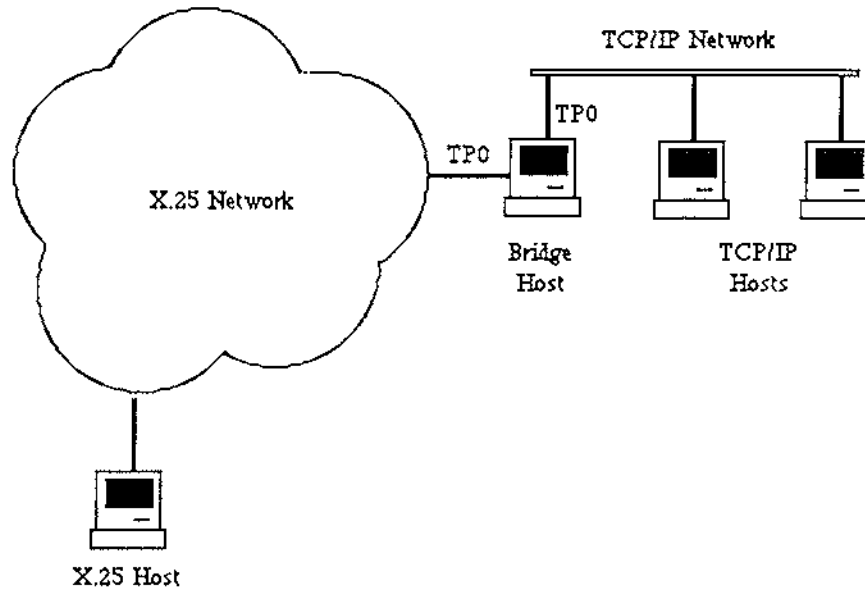 TCP/IP Network
TP0
TP0
X.25 Network
Bridge
Host
TCP/IP
Hosts
X.25 Host